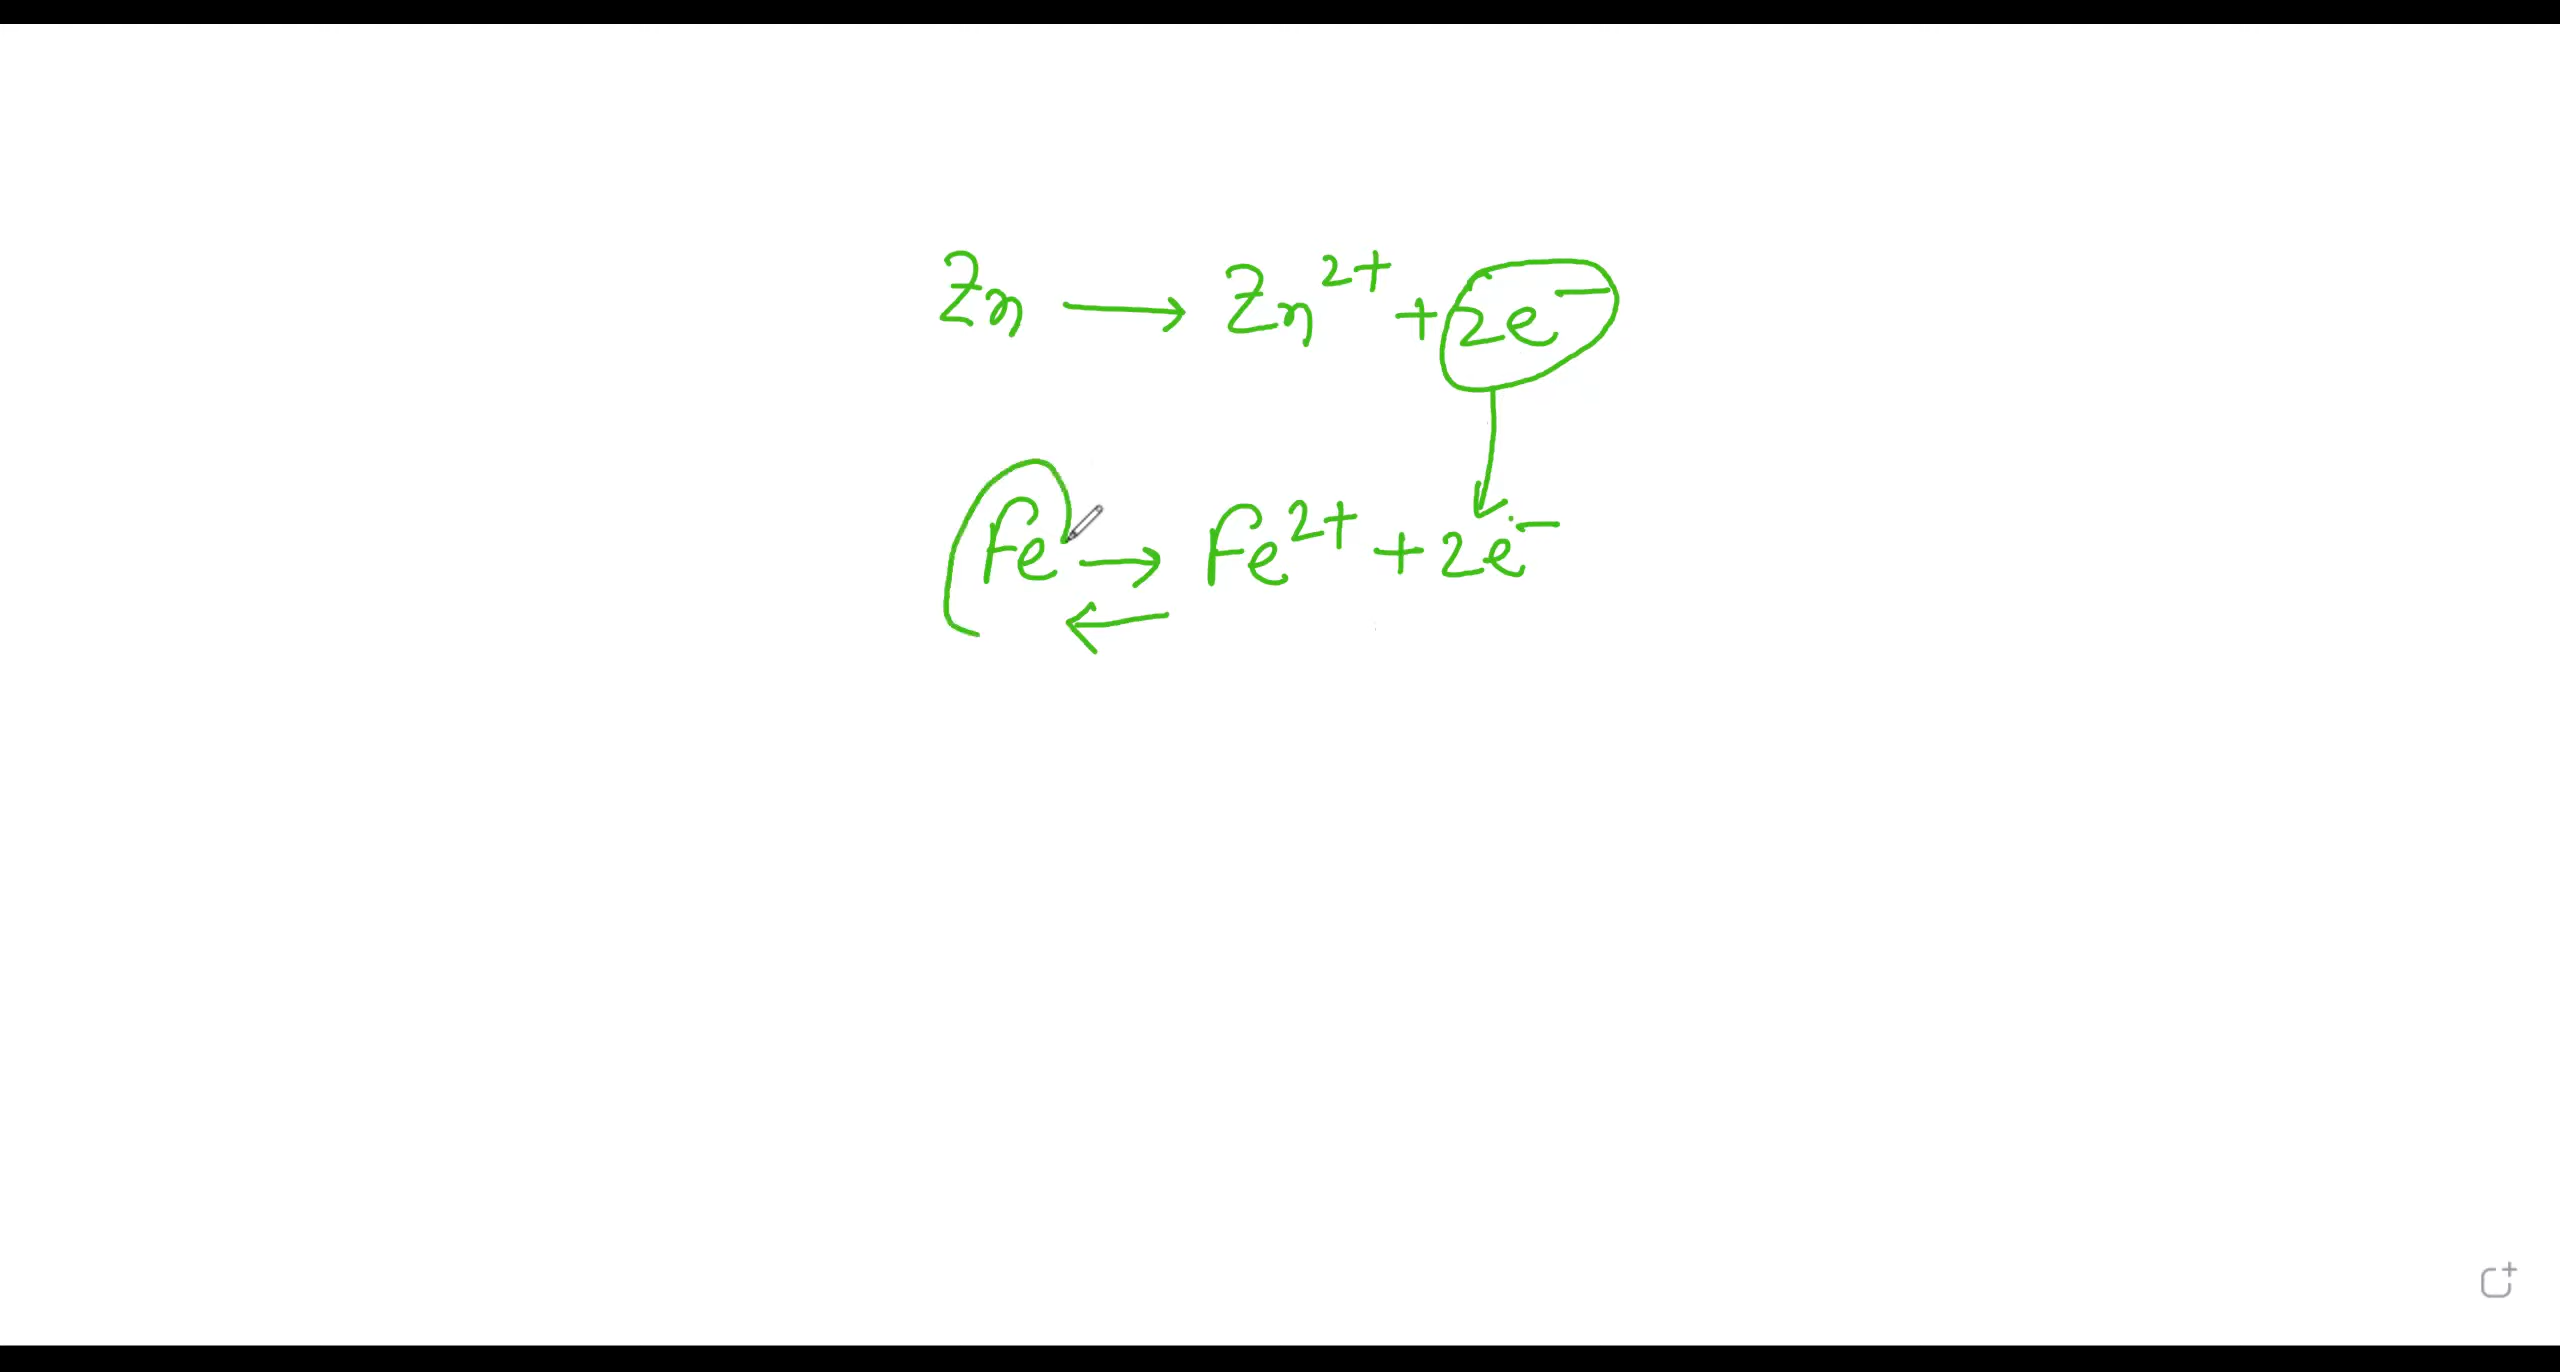 Zn → Zn²⁺ + 2e⁻
Fe ⇄ Fe²⁺ + 2e⁻